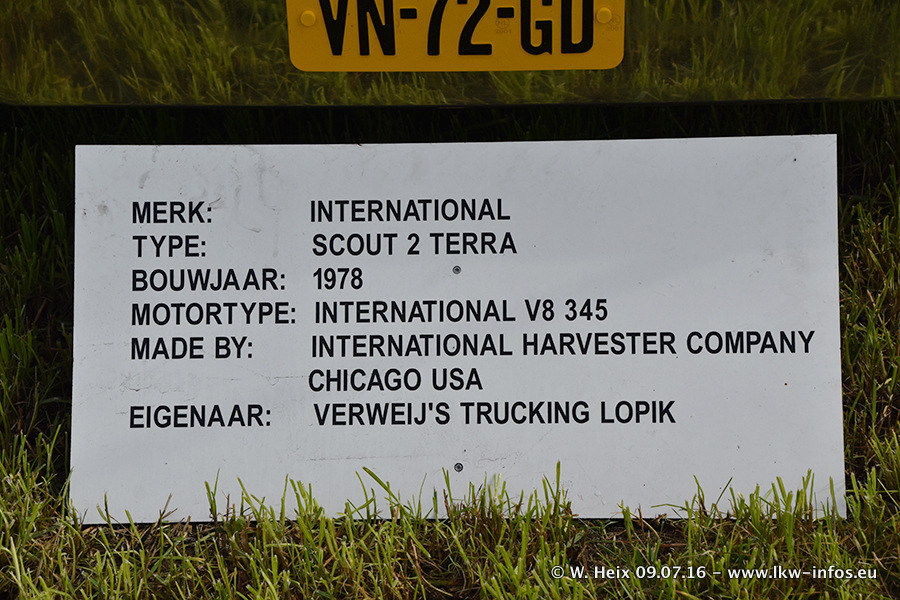 VN-72-GD
MERK: INTERNATIONAL
TYPE: SCOUT 2 TERRA
BOUWJAAR: 1978
MOTORTYPE: INTERNATIONAL V8 345
MADE BY: INTERNATIONAL HARVESTER COMPANY
CHICAGO USA
EIGENAAR: VERWEIJ'S TRUCKING LOPIK
© W. Heix 09.07.16 – www.lkw-infos.eu